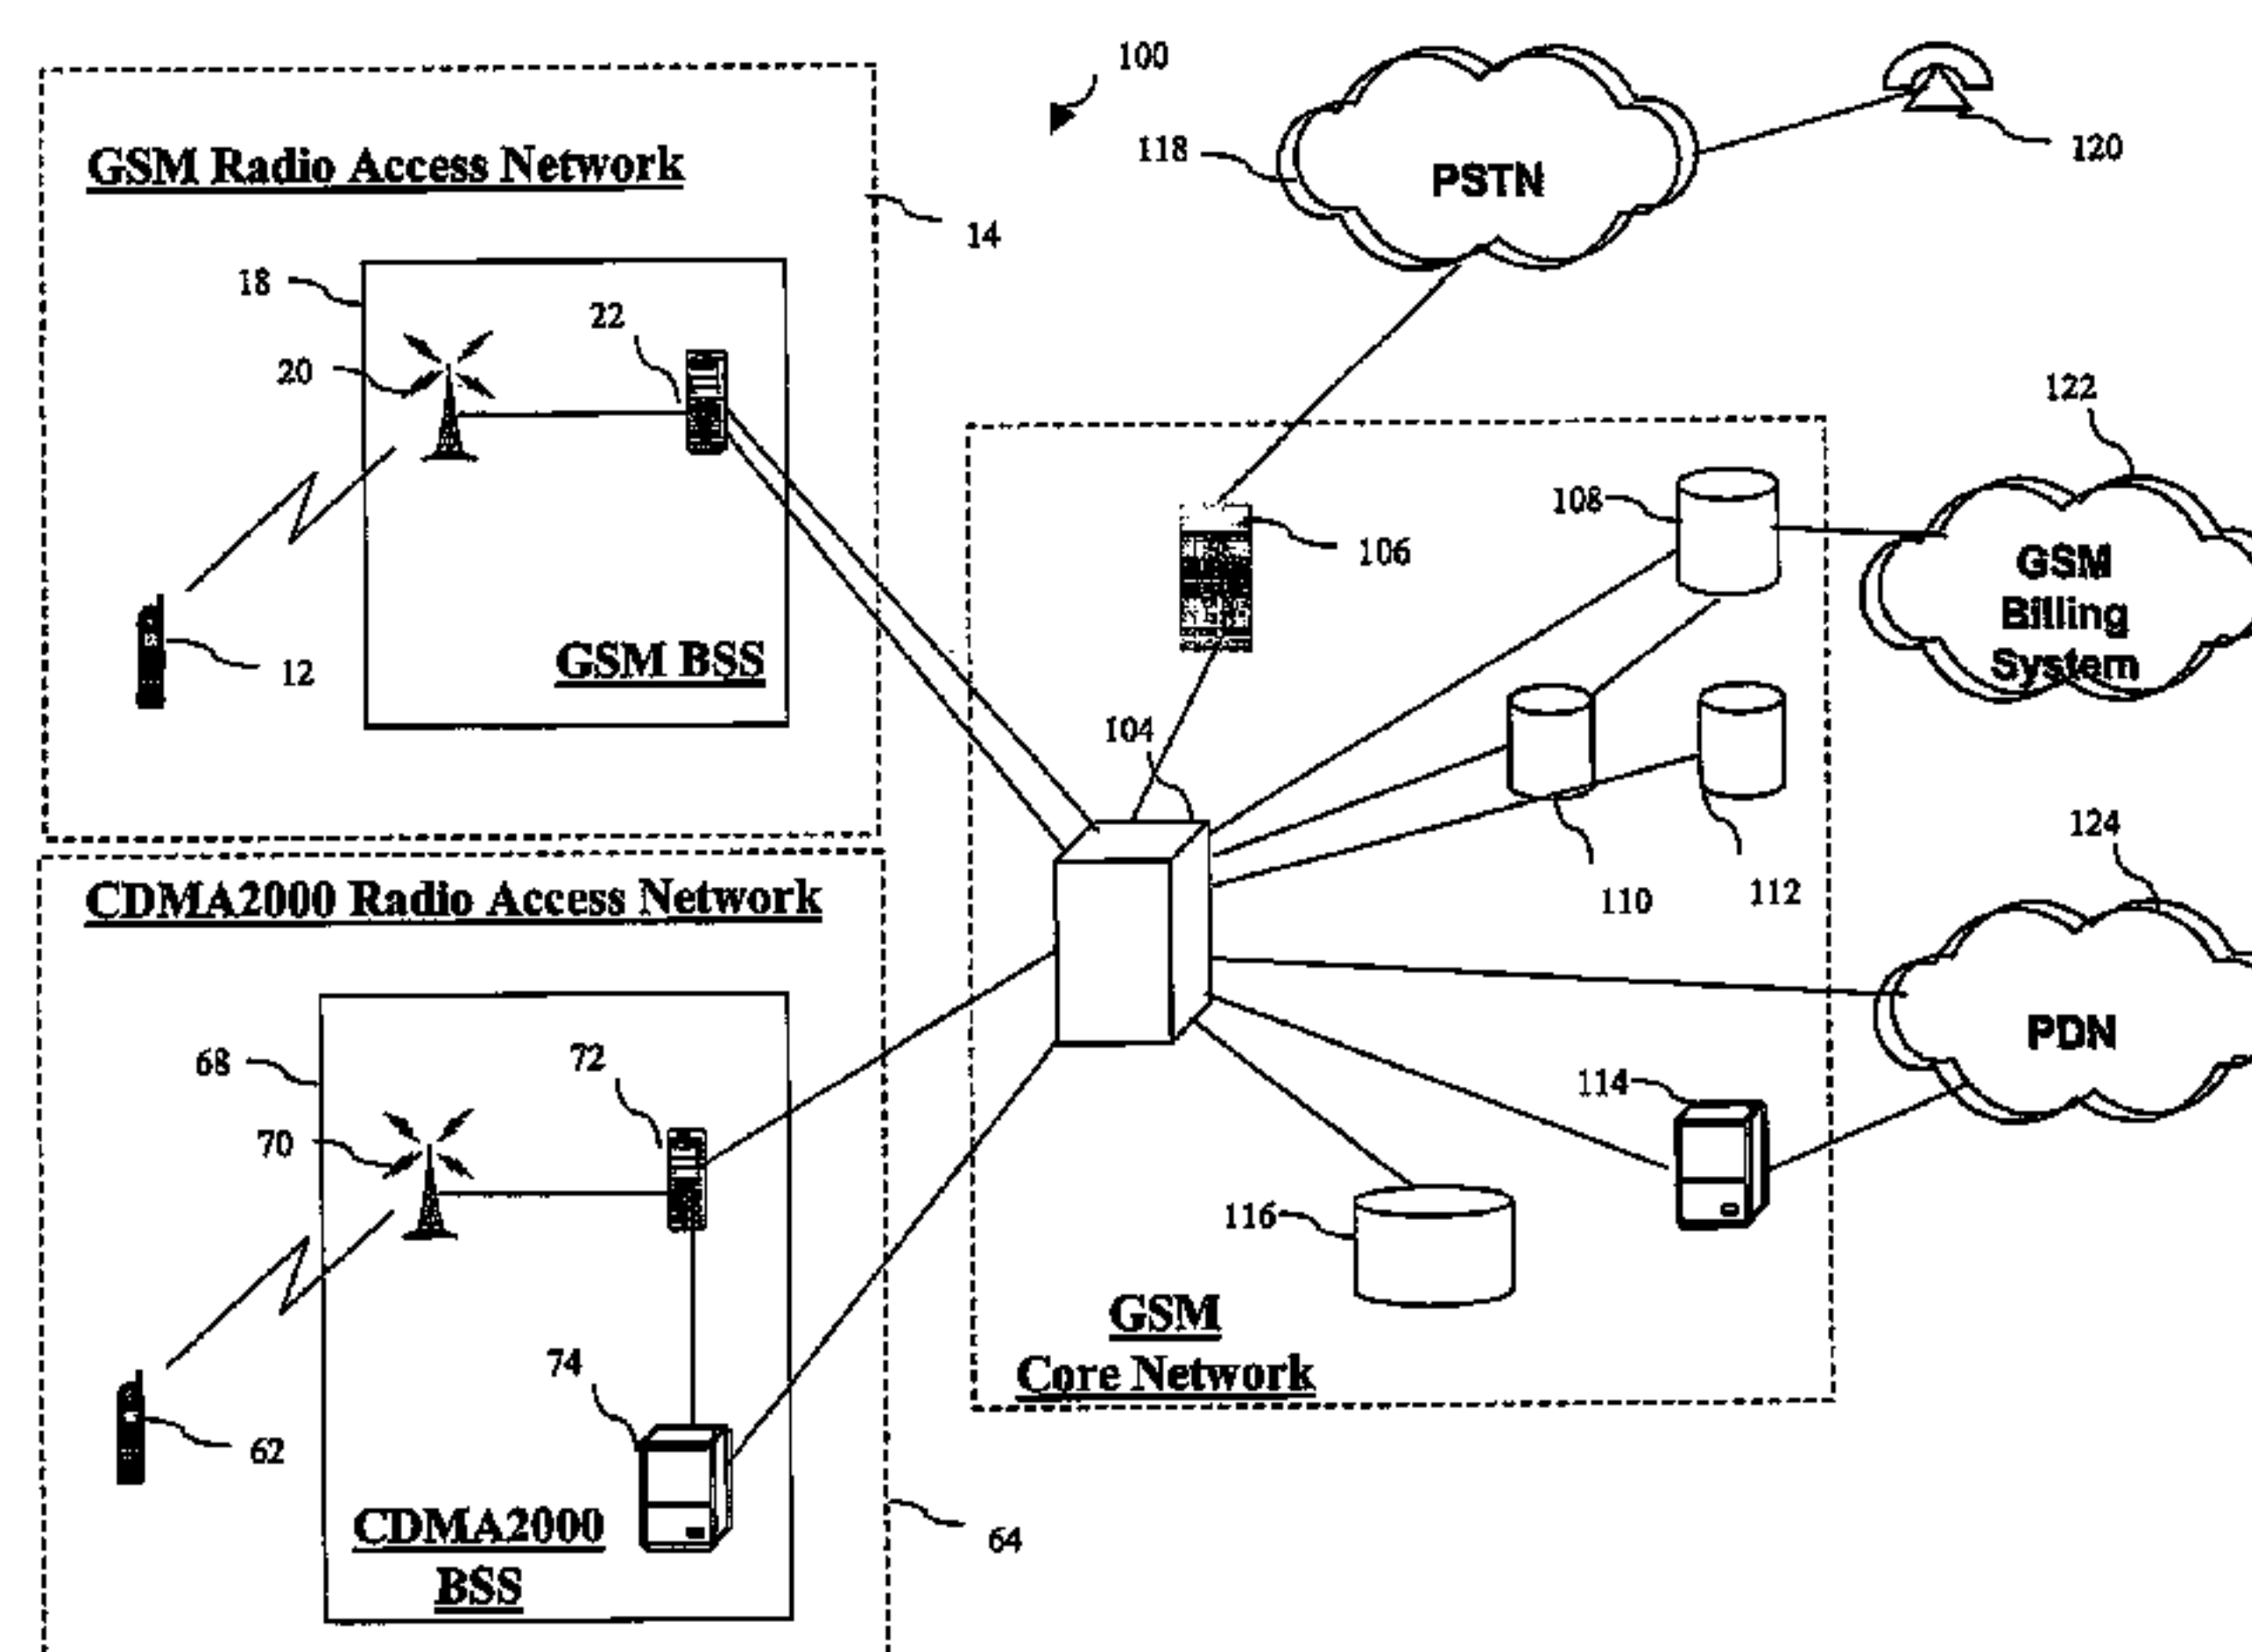 100
118
PSTN
120
GSM Radio Access Network
14
18
22
20
12
GSM BSS
122
108
106
GSM
Billing
System
104
110
112
124
CDMA2000 Radio Access Network
PDN
68
72
70
114
116
GSM
Core Network
74
62
64
CDMA2000
BSS